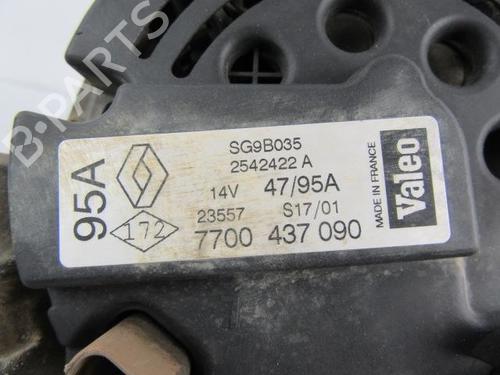 B-PARTS
95A
172
SG9B035
2542422 A
14V 47/95A
23557 S17/01
7700 437 090
MADE IN FRANCE
Valeo